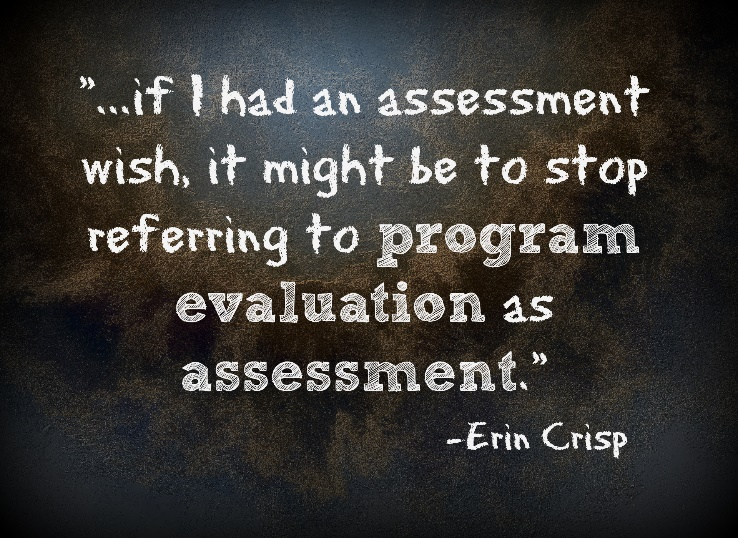 "...if I had an assessment
wish, it might be to stop
referring to program
evaluation as
assessment."
-Erin Crisp